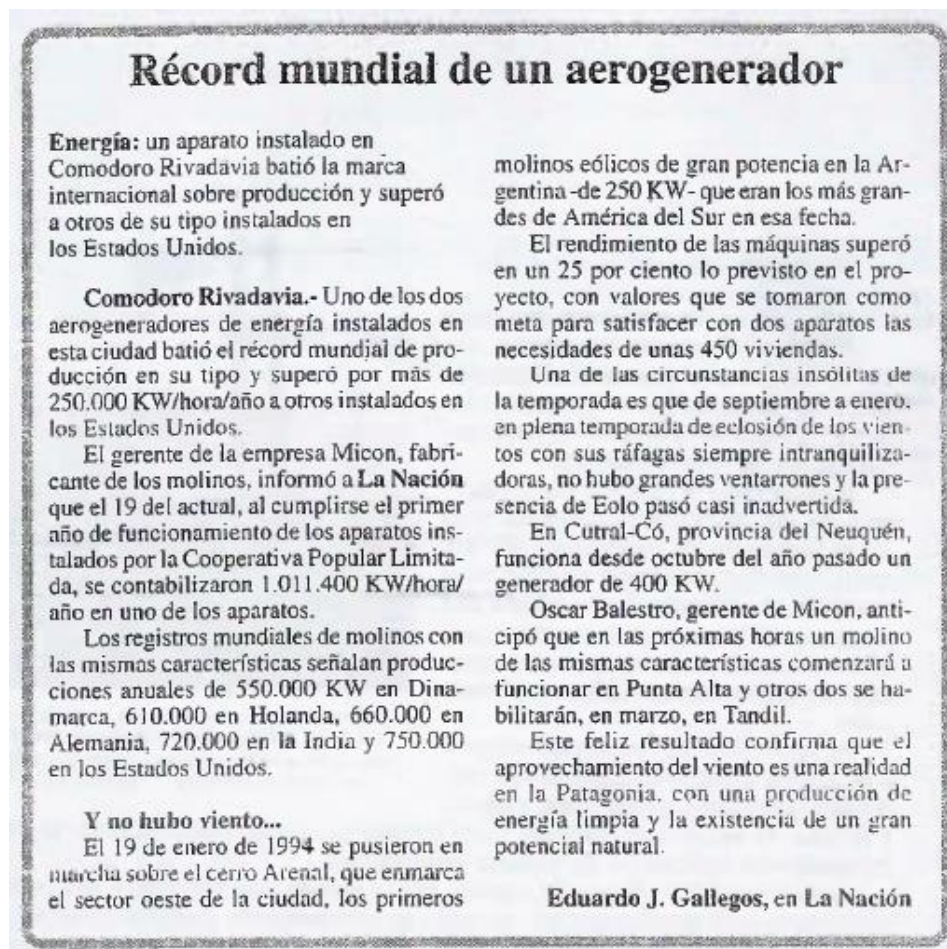 Récord mundial de un aerogenerador
Energía: un aparato instalado en
Comodoro Rivadavia batió la marca
internacional sobre producción y superó
a otros de su tipo instalados en
los Estados Unidos.
Comodoro Rivadavia.- Uno de los dos
aerogeneradores de energía instalados en
esta ciudad batió el récord mundial de pro-
ducción en su tipo y superó por más de
250.000 KW/hora/año a otros instalados en
los Estados Unidos.
El gerente de la empresa Micon, fabri-
cante de los molinos, informó a La Nación
que el 19 del actual, al cumplirse el primer
año de funcionamiento de los aparatos ins-
talados por la Cooperativa Popular Limita-
da, se contabilizaron 1.011.400 KW/hora/
año en uno de los aparatos.
Los registros mundiales de molinos con
las mismas características señalan produc-
ciones anuales de 550.000 KW en Dina-
marca, 610.000 en Holanda, 660.000 en
Alemania, 720.000 en la India y 750.000
en los Estados Unidos.
Y no hubo viento...
El 19 de enero de 1994 se pusieron en
marcha sobre el cerro Arenal, que enmarca
el sector oeste de la ciudad, los primeros
molinos eólicos de gran potencia en la Ar-
gentina -de 250 KW- que eran los más gran-
des de América del Sur en esa fecha.
El rendimiento de las máquinas superó
en un 25 por ciento lo previsto en el pro-
yecto, con valores que se tomaron como
meta para satisfacer con dos aparatos las
necesidades de unas 450 viviendas.
Una de las circunstancias insólitas de
la temporada es que de septiembre a enero,
en plena temporada de eclosión de los vien-
tos con sus ráfagas siempre intranquiliza-
doras, no hubo grandes ventarrones y la pre-
sencia de Eolo pasó casi inadvertida.
En Cutral-Có, provincia del Neuquén,
funciona desde octubre del año pasado un
generador de 400 KW.
Oscar Balestro, gerente de Micon, anti-
cipó que en las próximas horas un molino
de las mismas características comenzará a
funcionar en Punta Alta y otros dos se ha-
bilitarán, en marzo, en Tandil.
Este feliz resultado confirma que el
aprovechamiento del viento es una realidad
en la Patagonia, con una producción de
energía limpia y la existencia de un gran
potencial natural.
Eduardo J. Gallegos, en La Nación